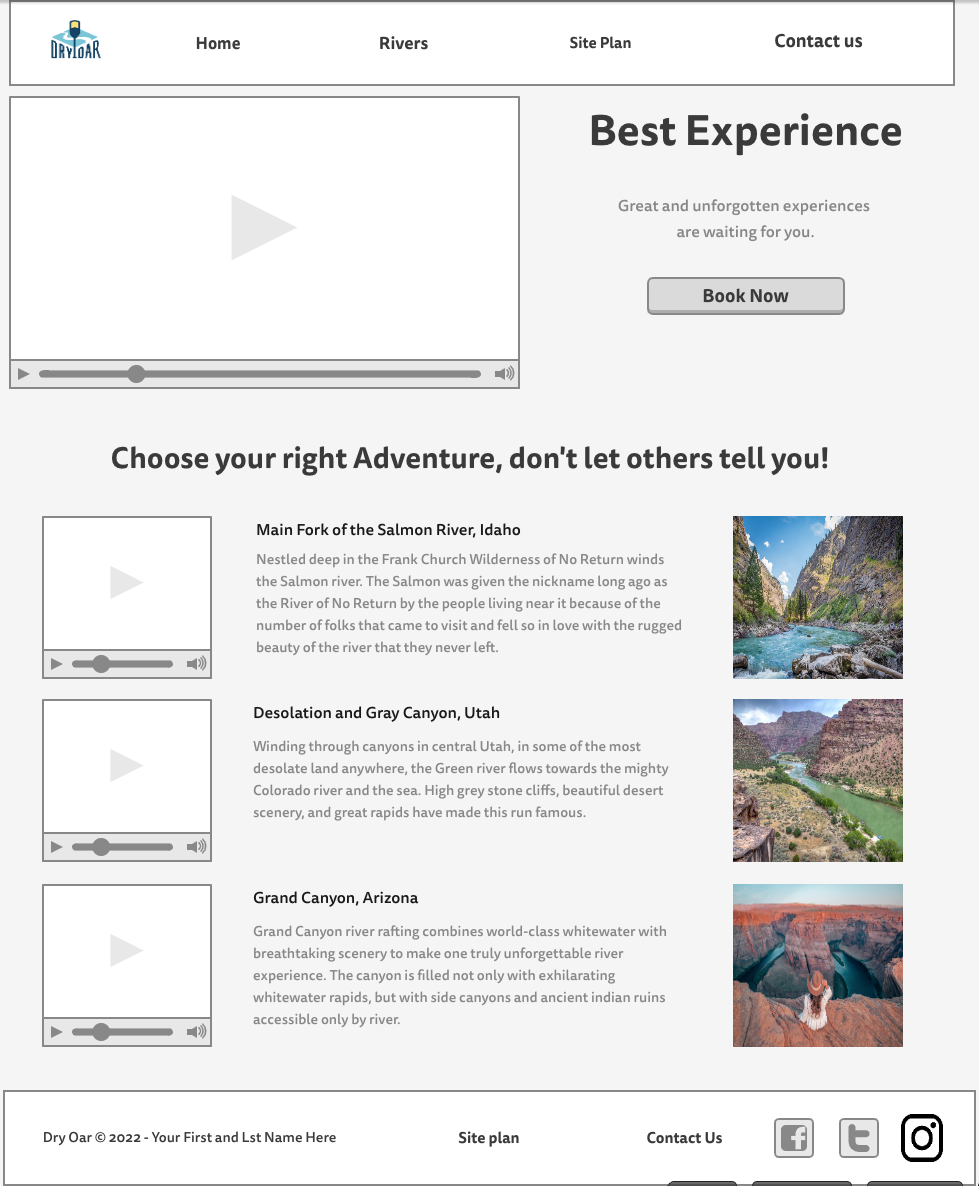 DRY OAR
Home
Rivers
Site Plan
Contact us
Best Experience
Great and unforgotten experiences
are waiting for you.
Book Now
Choose your right Adventure, don't let others tell you!
Main Fork of the Salmon River, Idaho
Nestled deep in the Frank Church Wilderness of No Return winds
the Salmon river. The Salmon was given the nickname long ago as
the River of No Return by the people living near it because of the
number of folks that came to visit and fell so in love with the rugged
beauty of the river that they never left.
Desolation and Gray Canyon, Utah
Winding through canyons in central Utah, in some of the most
desolate land anywhere, the Green river flows towards the mighty
Colorado river and the sea. High grey stone cliffs, beautiful desert
scenery, and great rapids have made this run famous.
Grand Canyon, Arizona
Grand Canyon river rafting combines world-class whitewater with
breathtaking scenery to make one truly unforgettable river
experience. The canyon is filled not only with exhilarating
whitewater rapids, but with side canyons and ancient indian ruins
accessible only by river.
Dry Oar © 2022 - Your First and Lst Name Here
Site plan
Contact Us